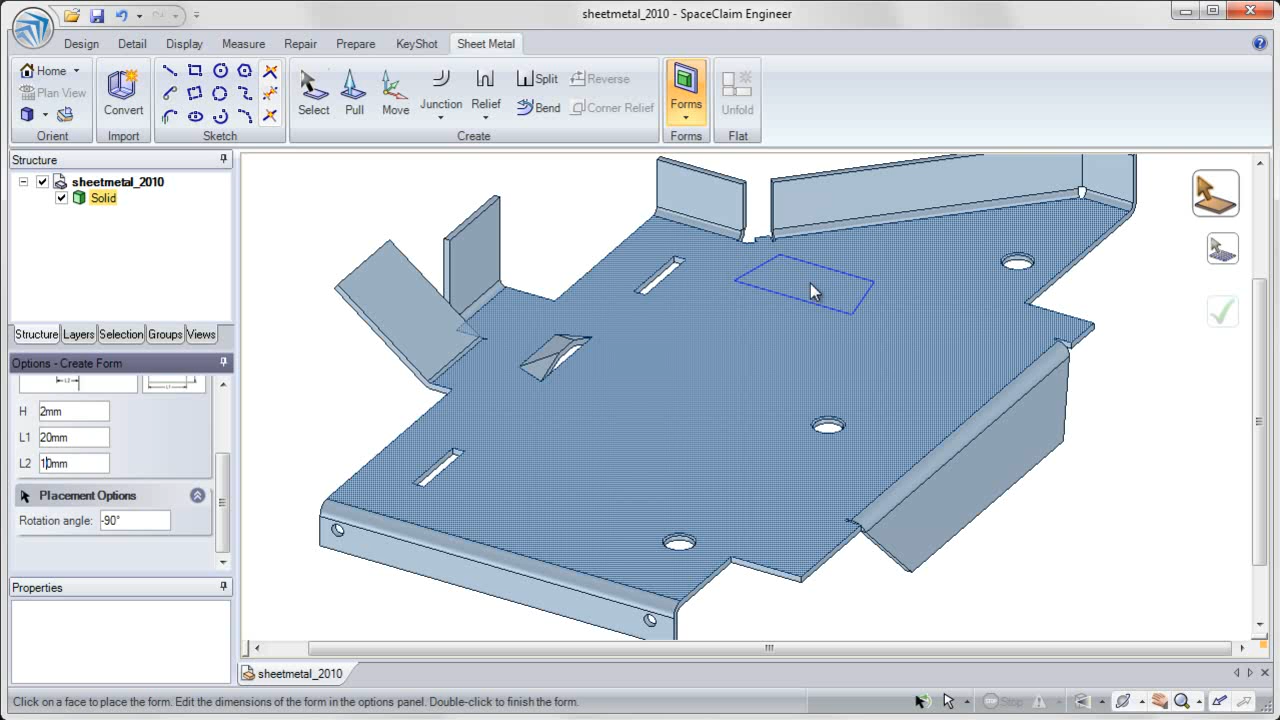 sheetmetal_2010 - SpaceClaim Engineer
Design Detail Display Measure Repair Prepare KeyShot Sheet Metal
Home
Plan View
Orient
Convert
Import
Sketch
Select Pull Move Junction Relief
Split Reverse
Bend Corner Relief
Create
Forms
Forms
Unfold
Flat
Structure
sheetmetal_2010
Solid
Structure Layers Selection Groups Views
Options - Create Form
H 2mm
L1 20mm
L2 10mm
Placement Options
Rotation angle: -90°
Properties
sheetmetal_2010
Click on a face to place the form. Edit the dimensions of the form in the options panel. Double-click to finish the form.
Stop